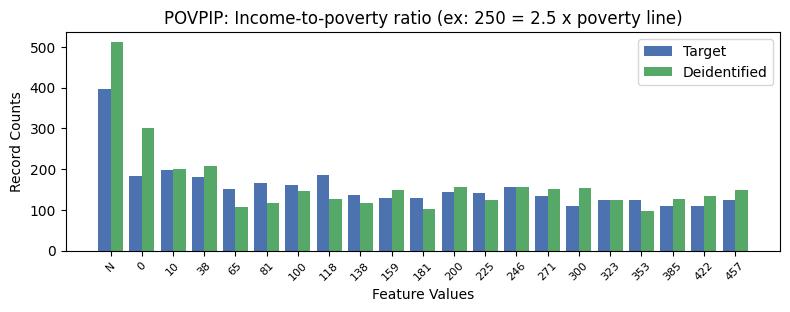 POVPIP: Income-to-poverty ratio (ex: 250 = 2.5 x poverty line)
Target
Deidentified
Record Counts
500
400
300
200
100
0
N 0 10 38 65 81 100 118 138 159 181 200 225 246 271 300 323 353 385 422 457
Feature Values